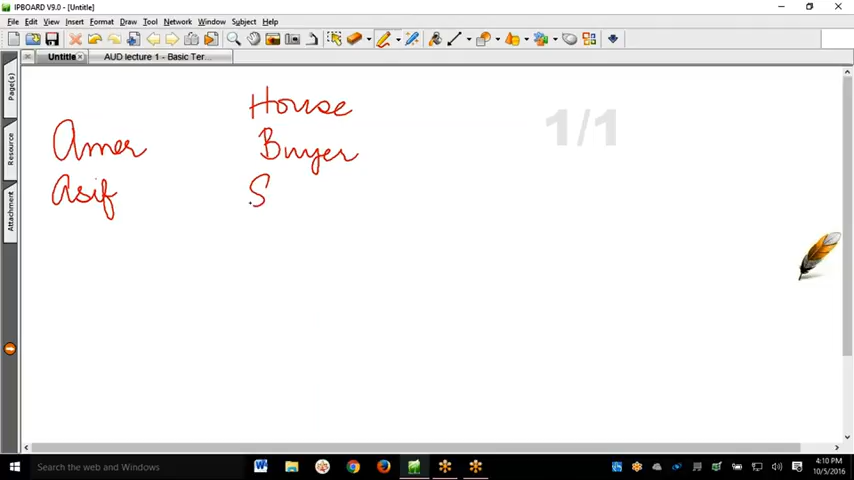 IPBOARD V9.0 - [Untitle]
File Edit View Insert Format Draw Tool Network Window Subject Help
Untitle AUD lecture 1 - Basic Ter...
Page(s)
Resource
Attachment
House
Amer Buyer
Asif S
1/1
Search the web and Windows
4:10 PM
10/5/2016